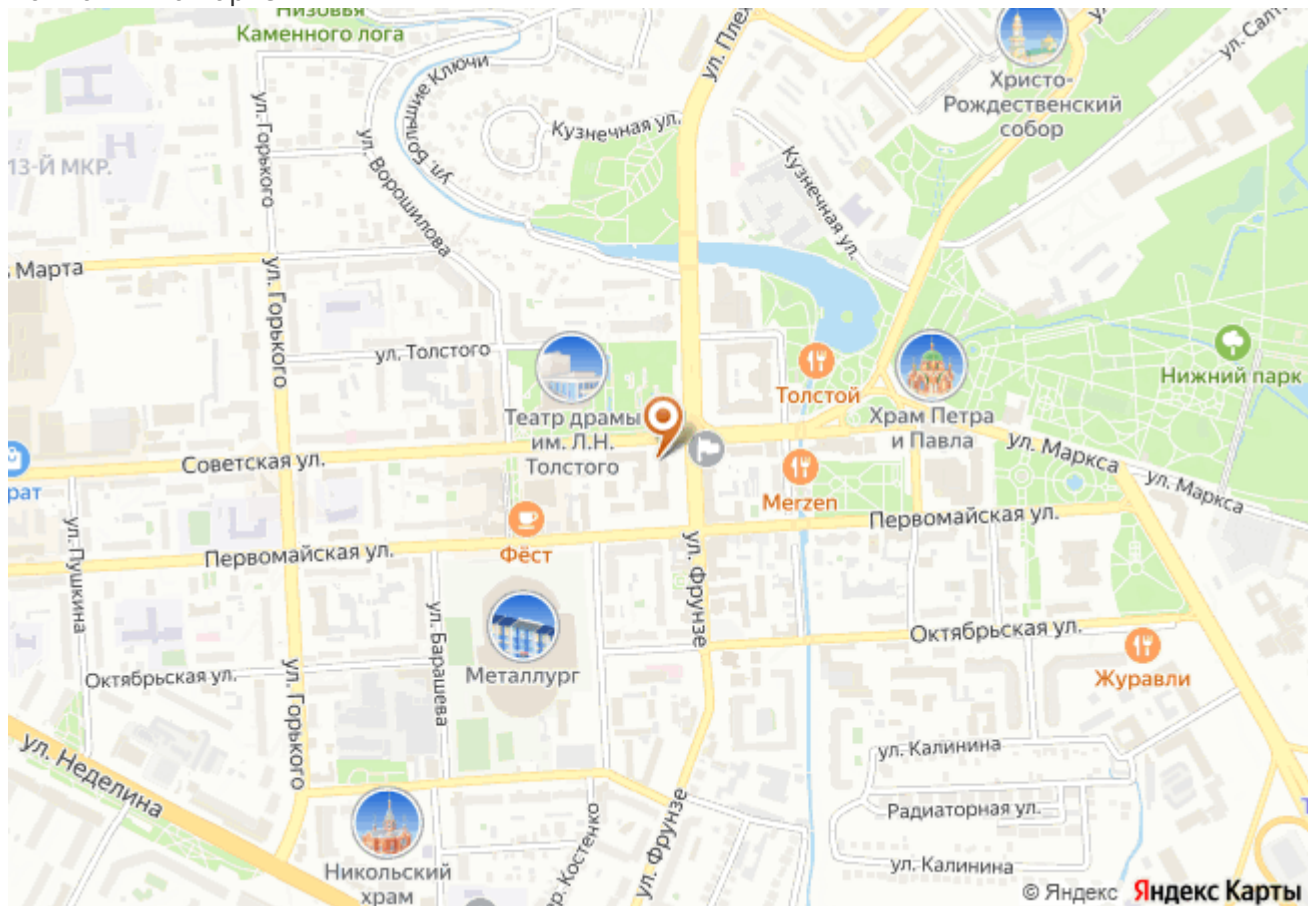 Низовья
Каменного лога
ул. Плех
ул. Салт
Христо-
Рождественский
собор
ул. Горького
ул. Большие Ключи
Кузнечная ул.
13-Й МКР.
ул. Ворошилова
Кузнечная ул.
Марта
ул. Горького
ул. Толстого
Театр драмы
им. Л.Н.
Толстого
Толстой
Храм Петра
и Павла
Нижний парк
Советская ул.
рат
Merzen
ул. Маркса
ул. Маркса
Фёст
Первомайская ул.
Первомайская ул.
ул. Пушкина
ул. Фрунзе
ул. Барашева
Металлург
Октябрьская ул.
Октябрьская ул.
ул. Горького
Журавли
ул. Неделина
ул. Калинина
Радиаторная ул.
Никольский
храм
ул. Фрунзе
р. Костенко
ул. Калинина
© Яндекс Яндекс Карты